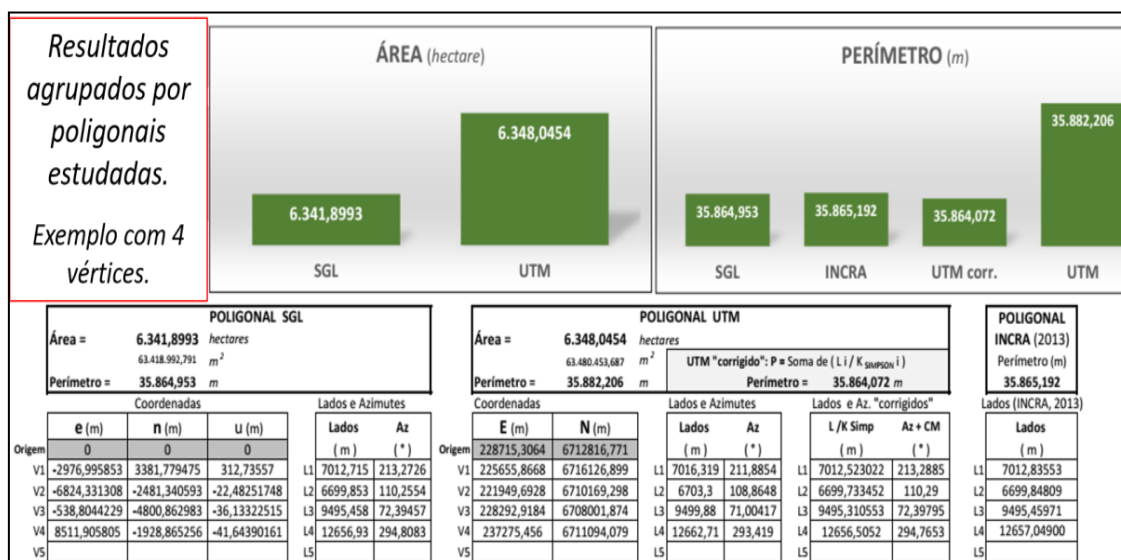 Resultados
agrupados por
poligonais
estudadas.
Exemplo com 4
vértices.
ÁREA (hectare)
6.341,8993
6.348,0454
SGL UTM
PERÍMETRO (m)
35.864,953
35.865,192
35.864,072
35.882,206
SGL INCRA UTM corr. UTM
POLIGONAL SGL
Área = 6.341,8993 hectares
63.418.992,791 m²
Perímetro = 35.864,953 m
Coordenadas Lados e Azimutes
e (m) n (m) u (m) Lados Az
Origem 0 0 0 ( m ) ( ° )
V1 -2976,995853 3381,779475 312,73557 L1 7012,715 213,2726
V2 -6824,331308 -2481,340593 -22,48251748 L2 6699,853 110,2554
V3 -538,8044229 -4800,862983 -36,13322515 L3 9495,458 72,39457
V4 8511,905805 -1928,865256 -41,64390161 L4 12656,93 294,8083
V5 L5
POLIGONAL UTM
Área = 6.348,0454 hectares
63.480.453,687 m²
Perímetro = 35.882,206 m
UTM "corrigido": P = Soma de ( L i / K SIMPSON i )
Perímetro = 35.864,072 m
Coordenadas Lados e Azimutes Lados e Az. "corrigidos"
E (m) N (m) Lados Az L /K Simp Az + CM
Origem 228715,3064 6712816,771 ( m ) ( ° ) ( m ) ( ° )
V1 225655,8668 6716126,899 L1 7016,319 211,8854 L1 7012,523022 213,2885
V2 221949,6928 6710169,298 L2 6703,3 108,8648 L2 6699,733452 110,29
V3 228292,9184 6708001,874 L3 9499,88 71,00417 L3 9495,310553 72,39795
V4 237275,456 6711094,079 L4 12662,71 293,419 L4 12656,5052 294,7653
V5 L5 L5
POLIGONAL
INCRA (2013)
Perímetro (m)
35.865,192
Lados (INCRA, 2013)
Lados
( m )
L1 7012,83553
L2 6699,84809
L3 9495,45971
L4 12657,04900
L5